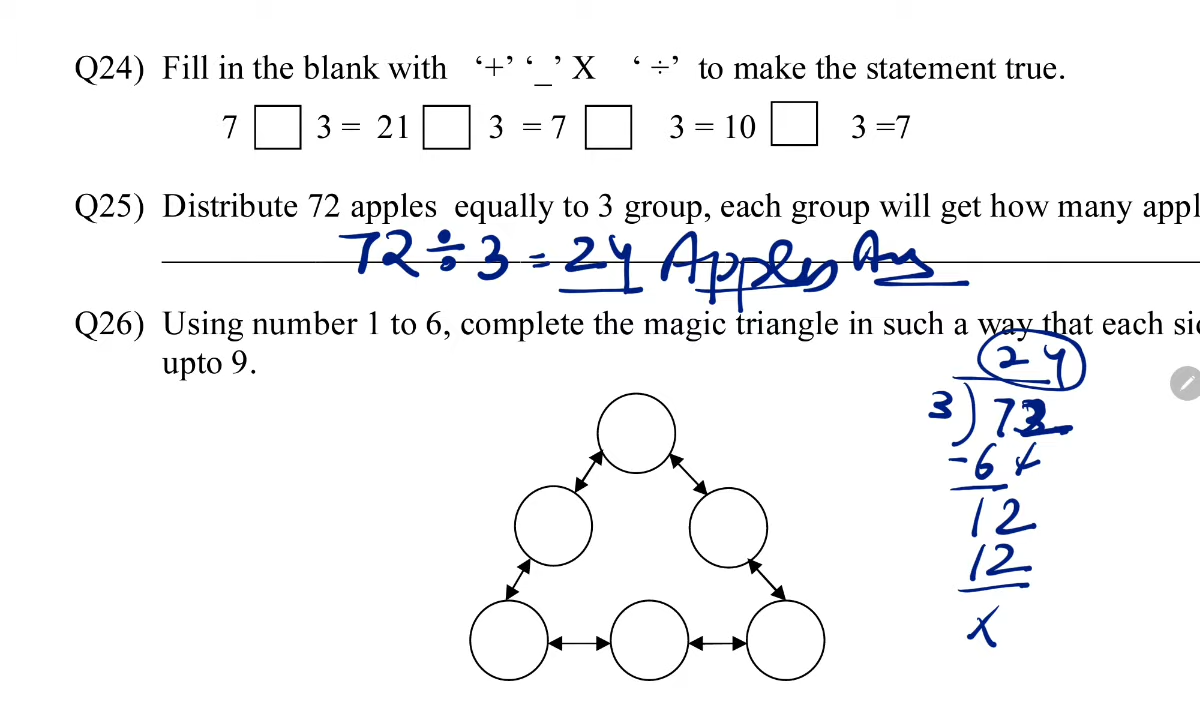 Q24) Fill in the blank with ‘+’ ‘_’ X ‘ ÷’ to make the statement true.
7 □ 3 = 21 □ 3 = 7 □ 3 = 10 □ 3 =7
Q25) Distribute 72 apples equally to 3 group, each group will get how many appl
72 ÷ 3 = 24 Apples Ans
Q26) Using number 1 to 6, complete the magic triangle in such a way that each sid
upto 9.
24
3) 72
-6 ↓
12
12
x